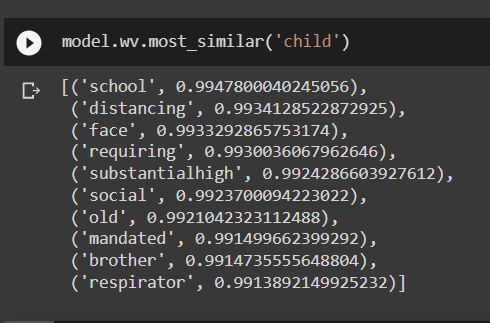 model.wv.most_similar('child')
[('school', 0.9947800040245056),
('distancing', 0.9934128522872925),
('face', 0.9933292865753174),
('requiring', 0.9930036067962646),
('substantialhigh', 0.9924286603927612),
('social', 0.9923700094223022),
('old', 0.9921042323112488),
('mandated', 0.991499662399292),
('brother', 0.9914735555648804),
('respirator', 0.9913892149925232)]